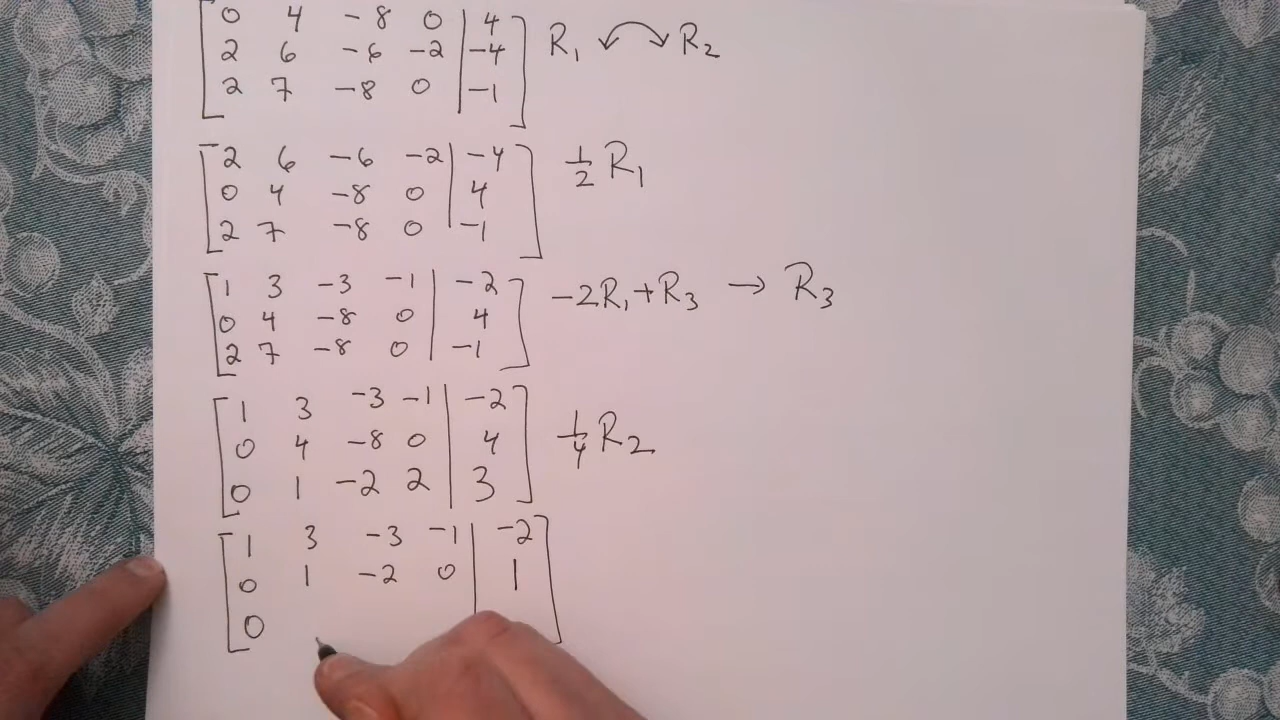 0 4 -8 0 | 4 R₁ ↔ R₂
2 6 -6 -2 | -4
2 7 -8 0 | -1
2 6 -6 -2 | -4 ½ R₁
0 4 -8 0 | 4
2 7 -8 0 | -1
1 3 -3 -1 | -2 -2R₁+R₃ → R₃
0 4 -8 0 | 4
2 7 -8 0 | -1
1 3 -3 -1 | -2
0 4 -8 0 | 4 ¼ R₂
0 1 -2 2 | 3
1 3 -3 -1 | -2
0 1 -2 0 | 1
0